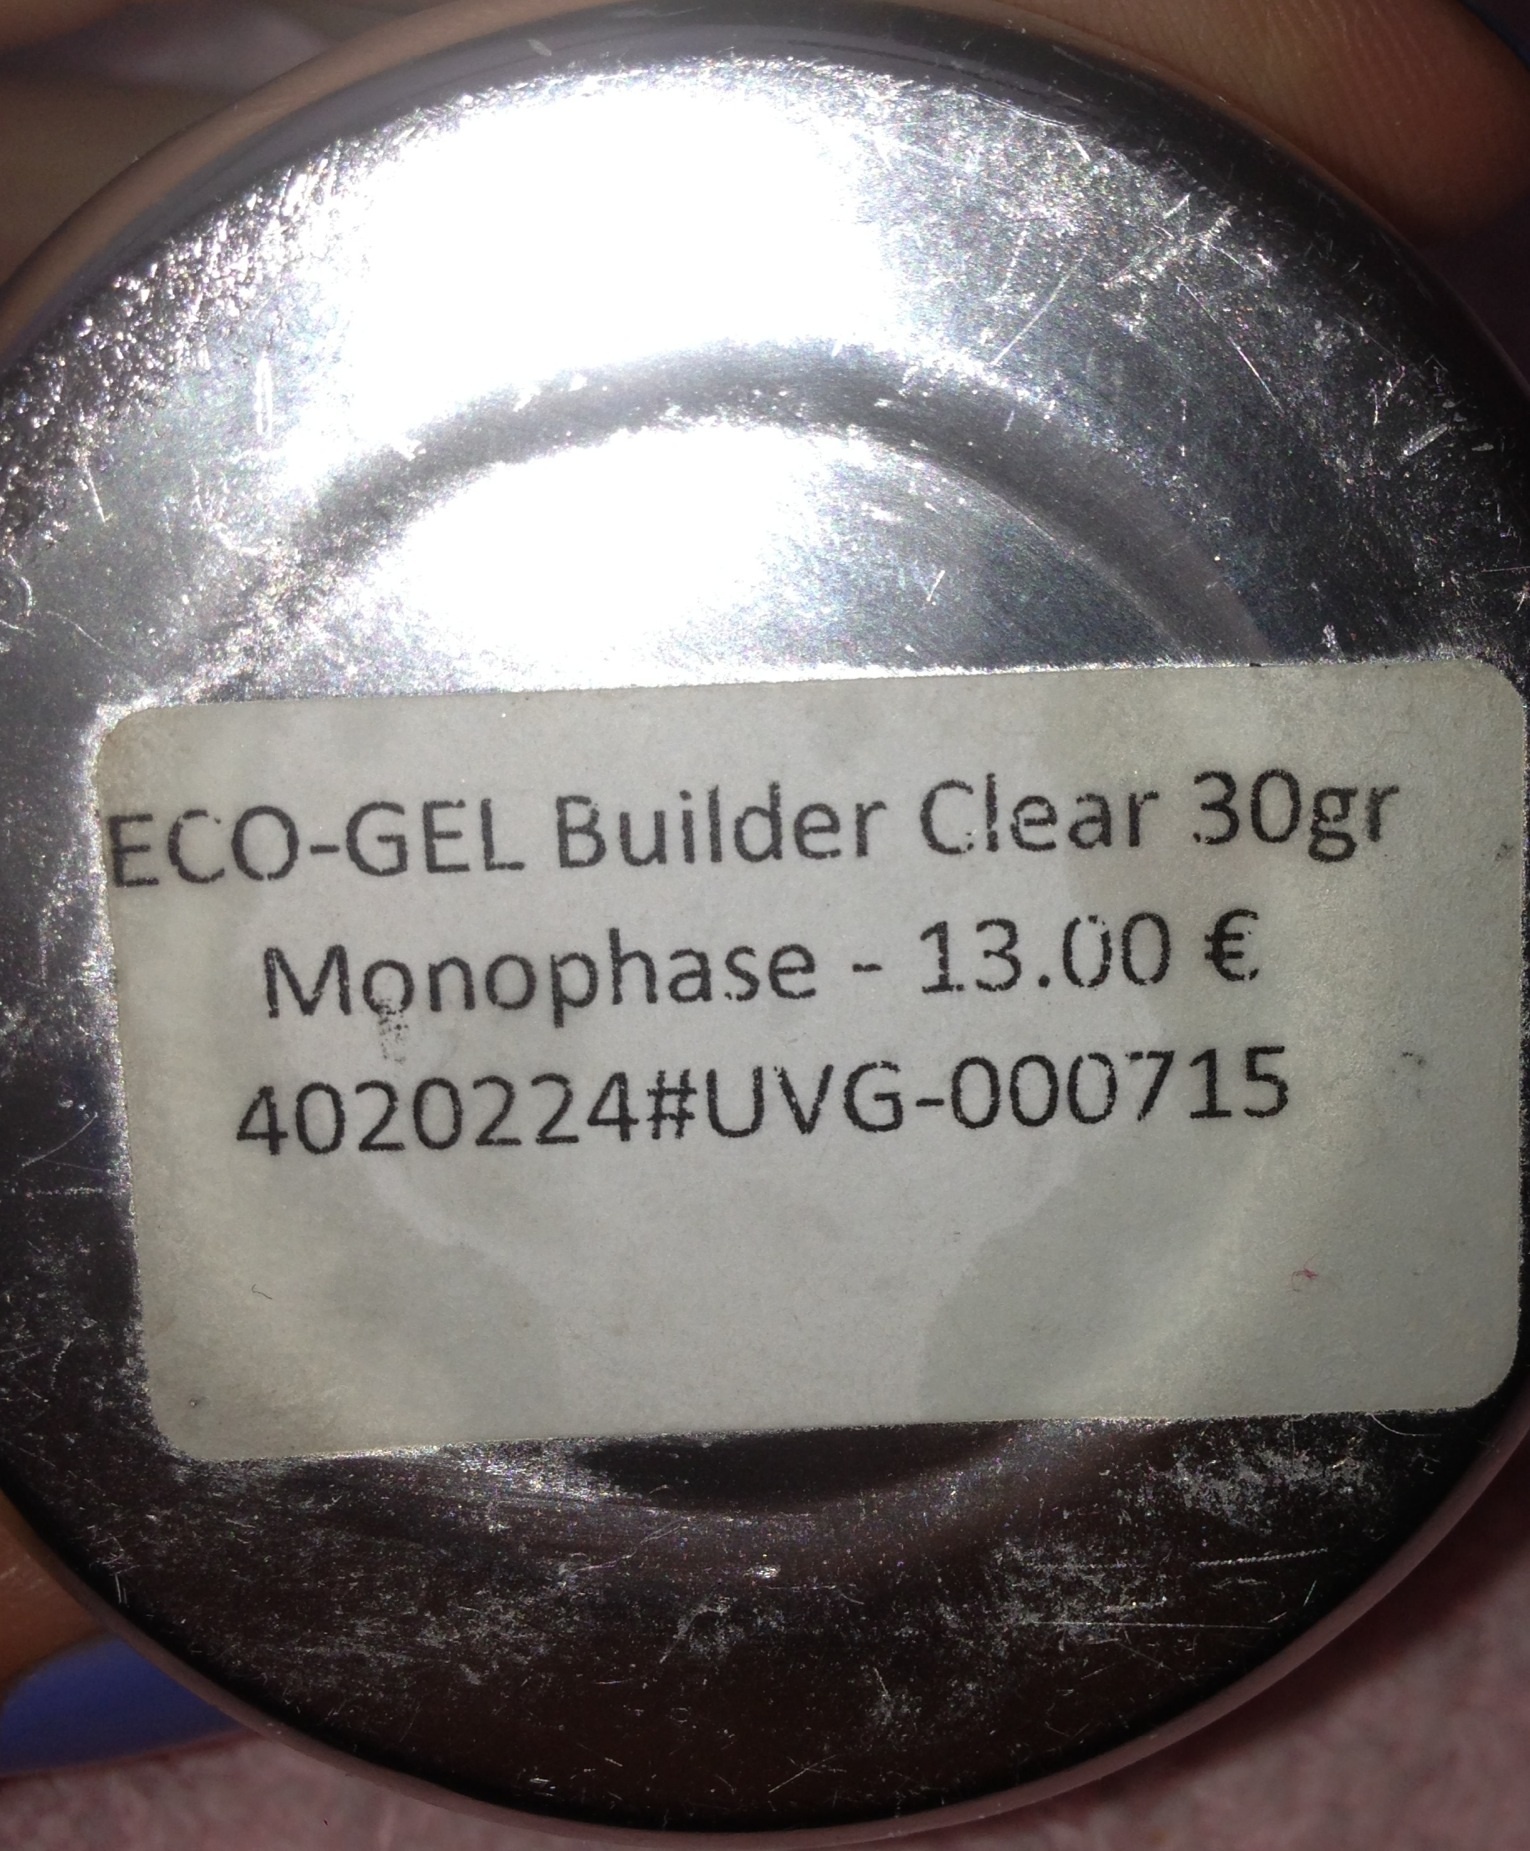 ECO-GEL Builder Clear 30gr
Monophase - 13.00 €
4020224#UVG-000715